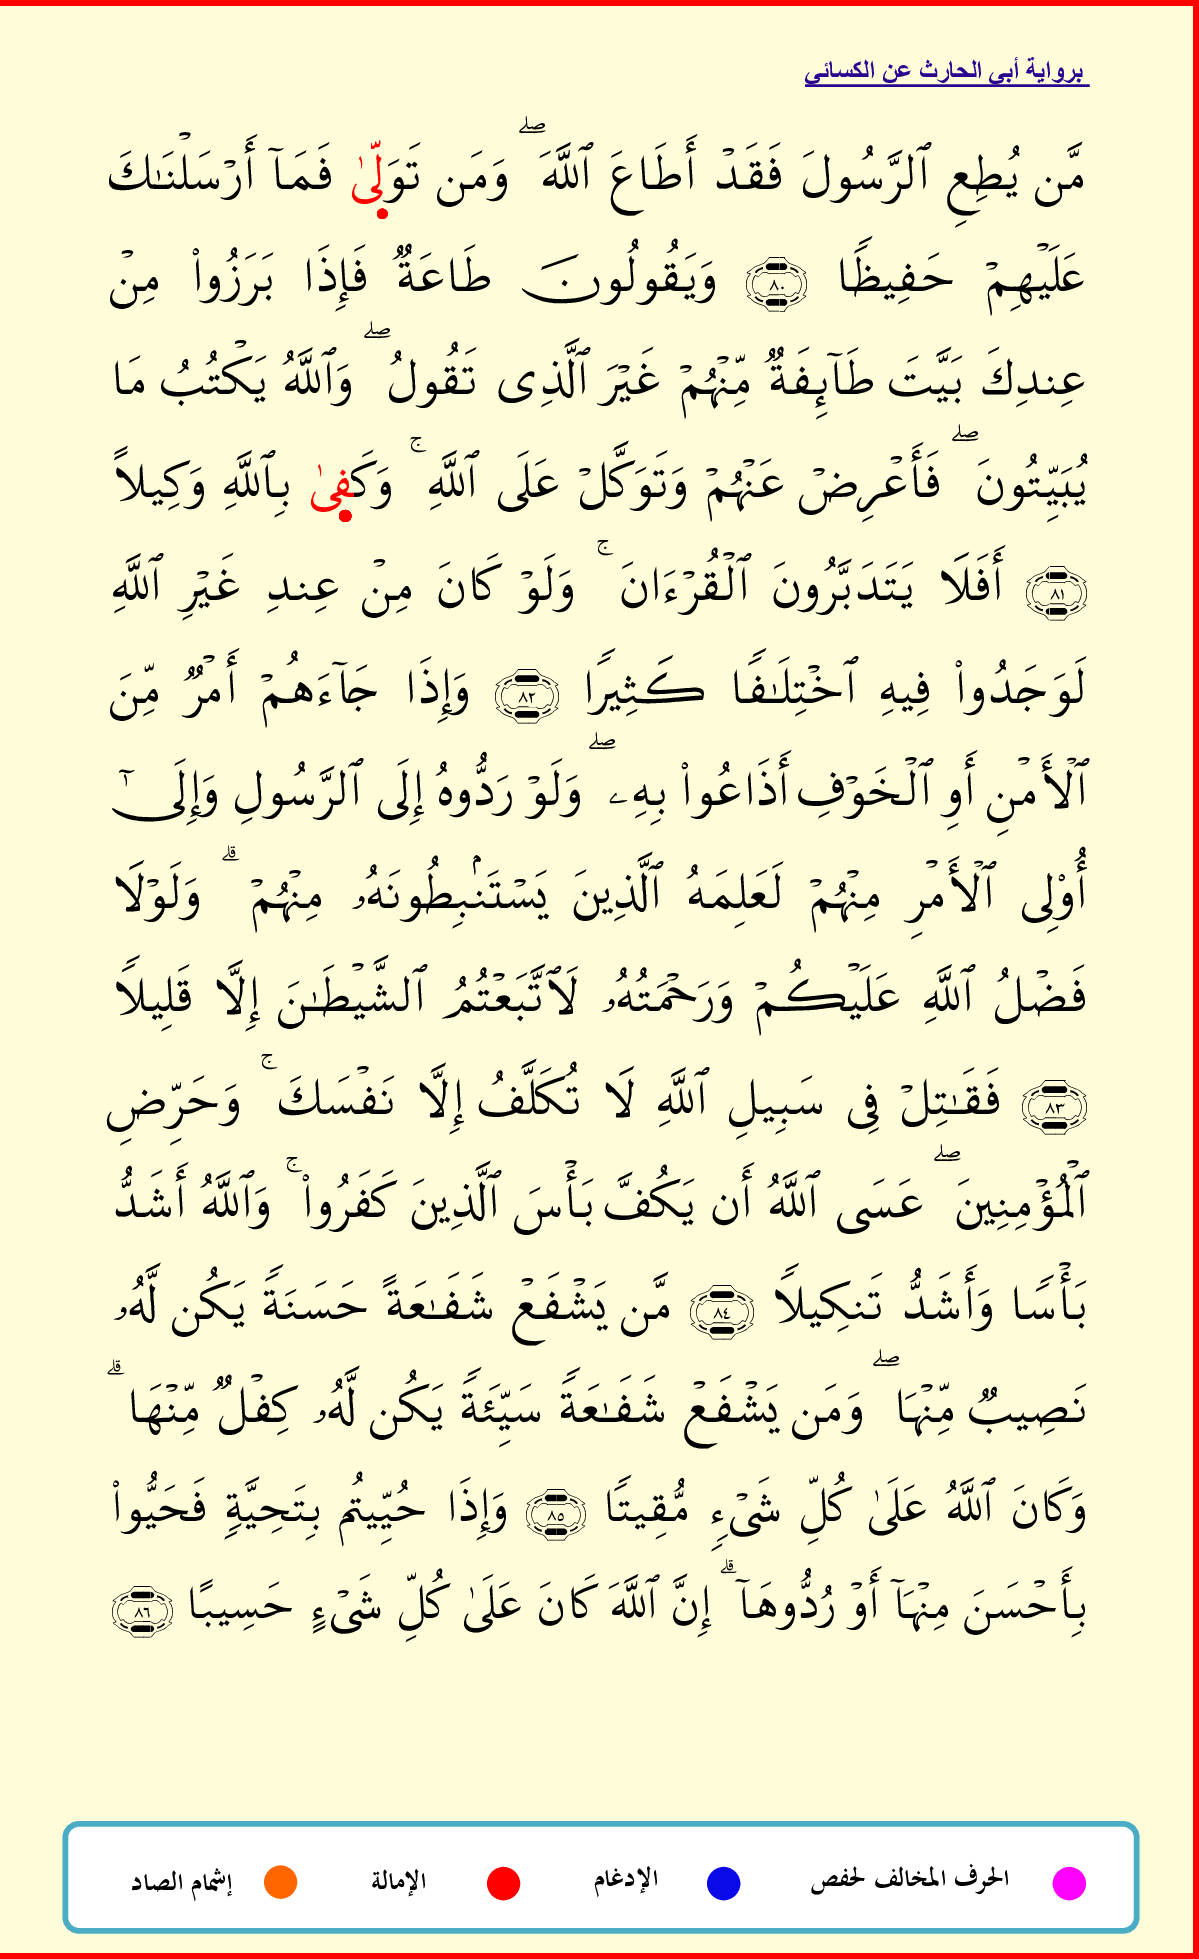 برواية أبي الحارث عن الكسائي
مَّن يُطِعِ ٱلرَّسُولَ فَقَدْ أَطَاعَ ٱللَّهَ ۖ وَمَن تَوَلّىٰ فَمَآ أَرْسَلْنَـٰكَ
عَلَيْهِمْ حَفِيظًا ٨٠ وَيَقُولُونَ طَاعَةٌ فَإِذَا بَرَزُوا۟ مِنْ
عِندِكَ بَيَّتَ طَآئِفَةٌ مِّنْهُمْ غَيْرَ ٱلَّذِى تَقُولُ ۖ وَٱللَّهُ يَكْتُبُ مَا
يُبَيِّتُونَ ۖ فَأَعْرِضْ عَنْهُمْ وَتَوَكَّلْ عَلَى ٱللَّهِ ۚ وَكَفىٰ بِٱللَّهِ وَكِيلاً
٨١ أَفَلَا يَتَدَبَّرُونَ ٱلْقُرْءَانَ ۚ وَلَوْ كَانَ مِنْ عِندِ غَيْرِ ٱللَّهِ
لَوَجَدُوا۟ فِيهِ ٱخْتِلَـٰفًا كَثِيرًا ٨٢ وَإِذَا جَآءَهُمْ أَمْرٌ مِّنَ
ٱلْأَمْنِ أَوِ ٱلْخَوْفِ أَذَاعُوا۟ بِهِۦ ۖ وَلَوْ رَدُّوهُ إِلَى ٱلرَّسُولِ وَإِلَىٰٓ
أُو۟لِى ٱلْأَمْرِ مِنْهُمْ لَعَلِمَهُ ٱلَّذِينَ يَسْتَنۢبِطُونَهُۥ مِنْهُمْ ۗ وَلَوْلَا
فَضْلُ ٱللَّهِ عَلَيْكُمْ وَرَحْمَتُهُۥ لَٱتَّبَعْتُمُ ٱلشَّيْطَـٰنَ إِلَّا قَلِيلاً
٨٣ فَقَـٰتِلْ فِى سَبِيلِ ٱللَّهِ لَا تُكَلَّفُ إِلَّا نَفْسَكَ ۚ وَحَرِّضِ
ٱلْمُؤْمِنِينَ ۖ عَسَى ٱللَّهُ أَن يَكُفَّ بَأْسَ ٱلَّذِينَ كَفَرُوا۟ ۚ وَٱللَّهُ أَشَدُّ
بَأْسًا وَأَشَدُّ تَنكِيلاً ٨٤ مَّن يَشْفَعْ شَفَـٰعَةً حَسَنَةً يَكُن لَّهُۥ
نَصِيبٌ مِّنْهَا ۖ وَمَن يَشْفَعْ شَفَـٰعَةً سَيِّئَةً يَكُن لَّهُۥ كِفْلٌ مِّنْهَا ۗ
وَكَانَ ٱللَّهُ عَلَىٰ كُلِّ شَىْءٍ مُّقِيتًا ٨٥ وَإِذَا حُيِّيتُم بِتَحِيَّةٍ فَحَيُّوا۟
بِأَحْسَنَ مِنْهَآ أَوْ رُدُّوهَآ ۗ إِنَّ ٱللَّهَ كَانَ عَلَىٰ كُلِّ شَىْءٍ حَسِيبًا ٨٦
الحرف المخالف لحفص الإدغام الإمالة إشمام الصاد